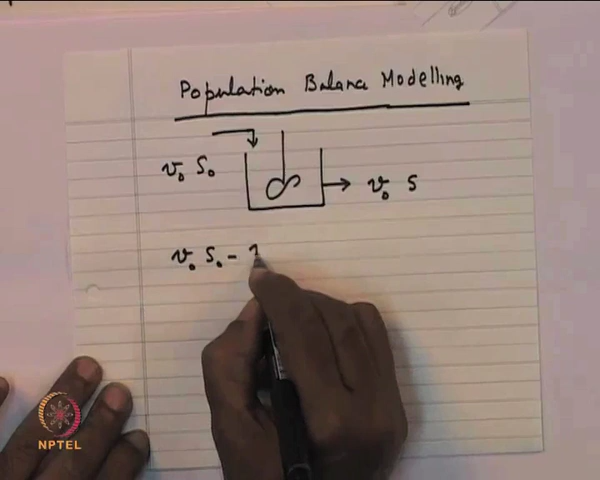 Population Balance Modelling
v₀ S₀
v₀ S
v₀ S₀ -
NPTEL